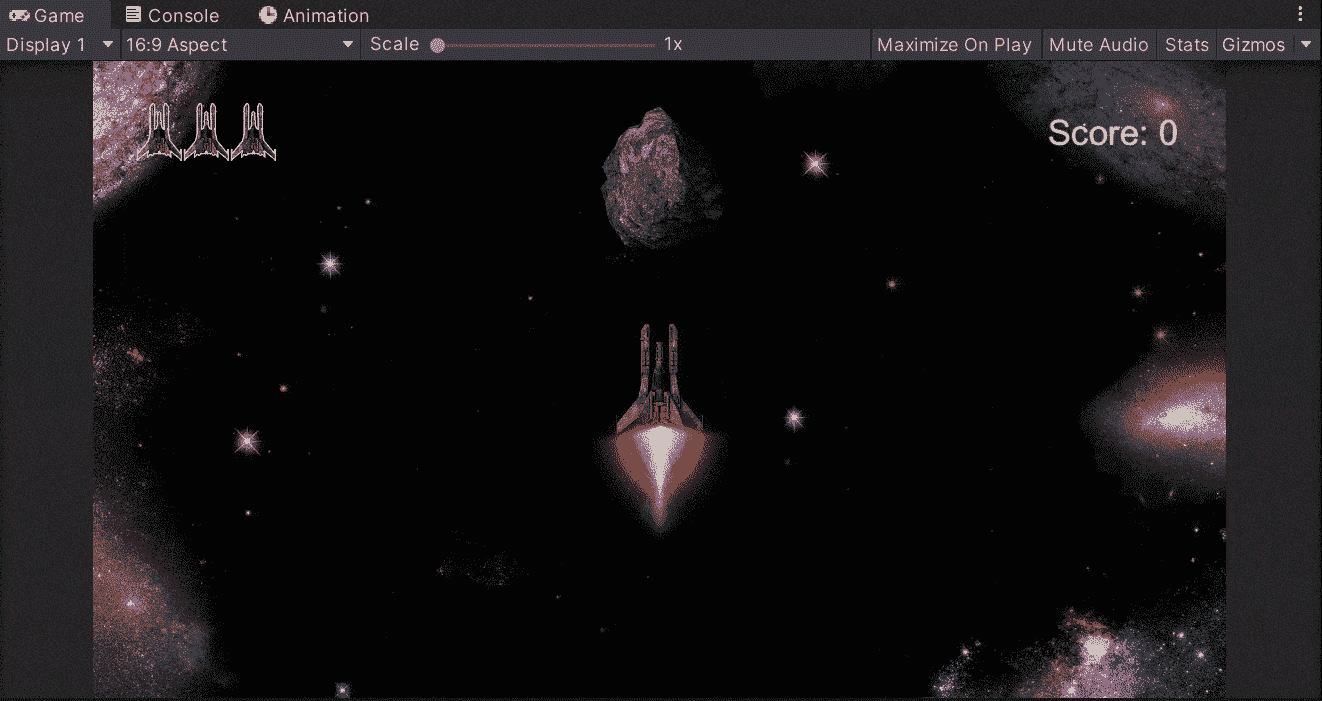 Game Console Animation
Display 1 16:9 Aspect Scale 1x Maximize On Play Mute Audio Stats Gizmos
Score: 0